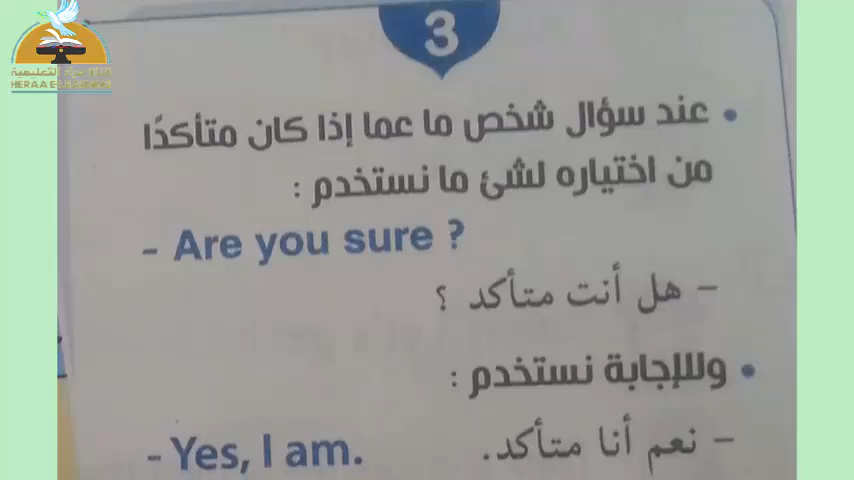 3
• عند سؤال شخص ما عما إذا كان متأكدًا
من اختياره لشئ ما نستخدم :
- Are you sure ?
- هل أنت متأكد ؟
• وللإجابة نستخدم :
- Yes, I am.
- نعم أنا متأكد.